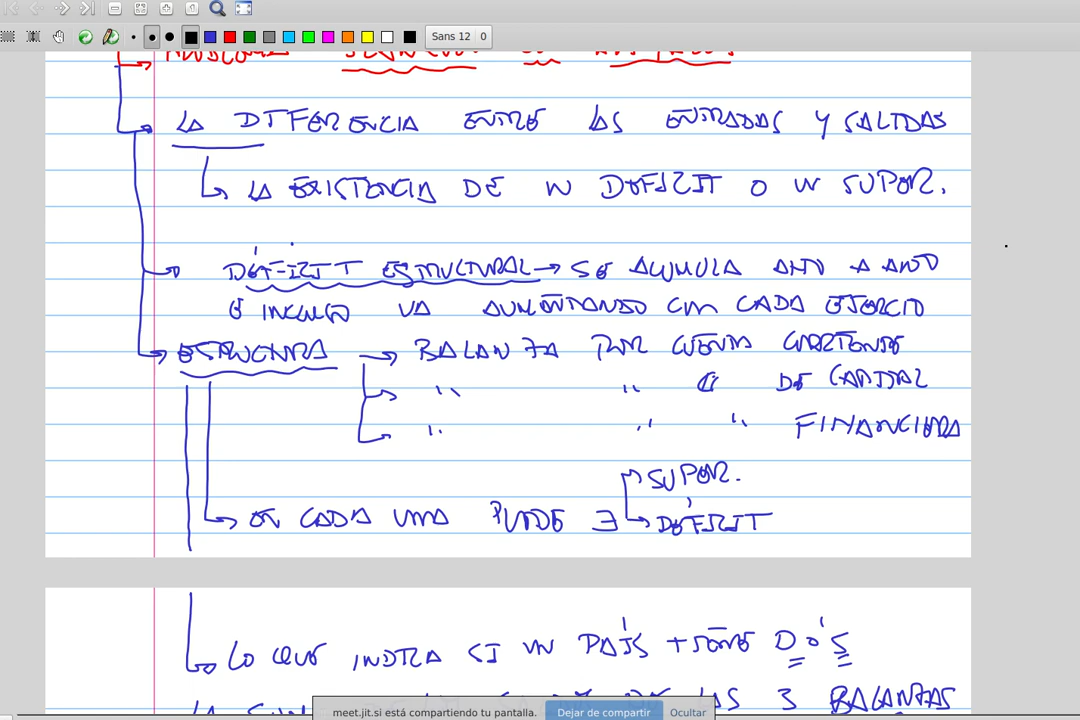 Sans 12 0
LA DIFERENCIA ENTRE LAS ENTRADAS Y SALIDAS
LA EXISTENCIA DE UN DEFICIT O UN SUPER.
DÉFICIT ESTRUCTURAL → SE ACUMULA AÑO A AÑO
E INCLUSO VA AUMENTANDO CON CADA EJERCICIO
ESTRUCTURA → BALANZA POR CUENTA CORRIENTE
" " " DE CAPITAL
" " " FINANCIERA
SUPER.
EN CADA UNA PUEDE ∃ DÉFICIT
LO QUE INDICA SI UN PAÍS TIENE D ó S
LAS 3 BALANZAS
meet.jit.si está compartiendo tu pantalla. Dejar de compartir Ocultar